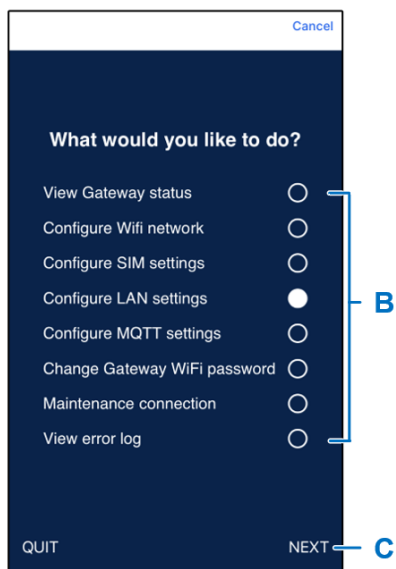 Cancel
What would you like to do?
View Gateway status
Configure Wifi network
Configure SIM settings
Configure LAN settings
B
Configure MQTT settings
Change Gateway WiFi password
Maintenance connection
View error log
QUIT
NEXT
C